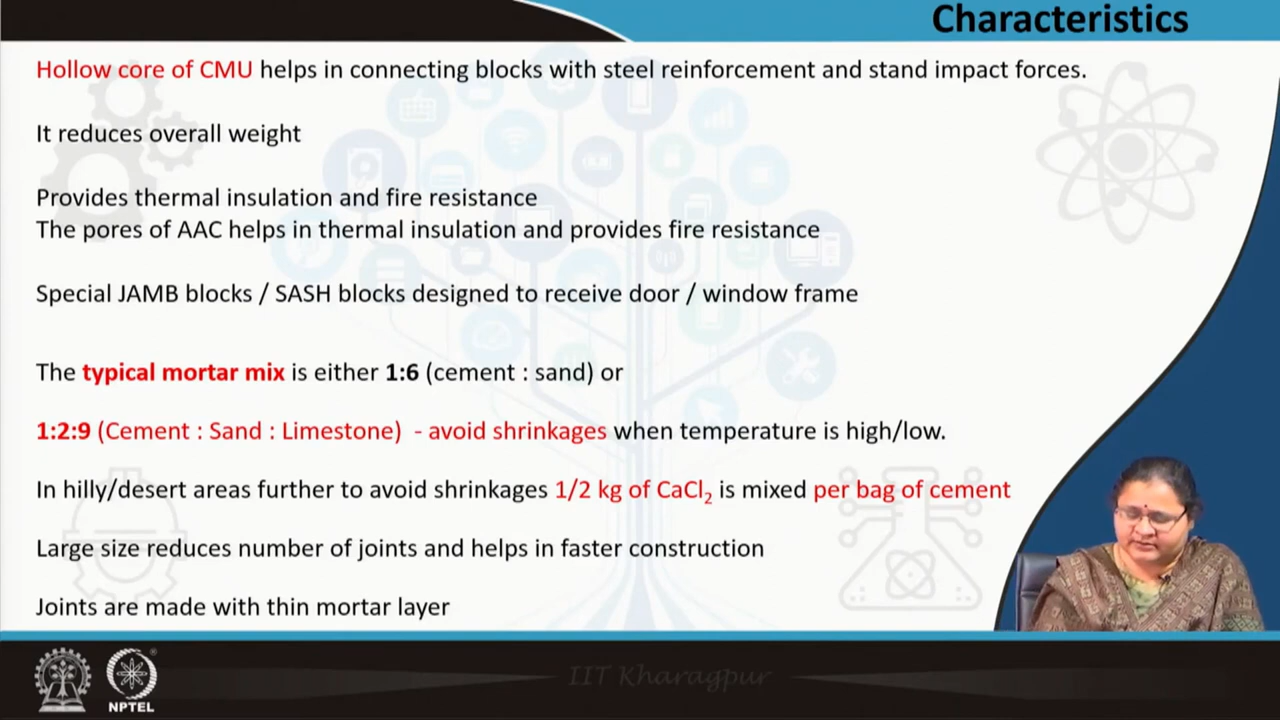 Characteristics
Hollow core of CMU helps in connecting blocks with steel reinforcement and stand impact forces.
It reduces overall weight
Provides thermal insulation and fire resistance
The pores of AAC helps in thermal insulation and provides fire resistance
Special JAMB blocks / SASH blocks designed to receive door / window frame
The typical mortar mix is either 1:6 (cement : sand) or
1:2:9 (Cement : Sand : Limestone) - avoid shrinkages when temperature is high/low.
In hilly/desert areas further to avoid shrinkages 1/2 kg of CaCl₂ is mixed per bag of cement
Large size reduces number of joints and helps in faster construction
Joints are made with thin mortar layer
IIT Kharagpur
NPTEL